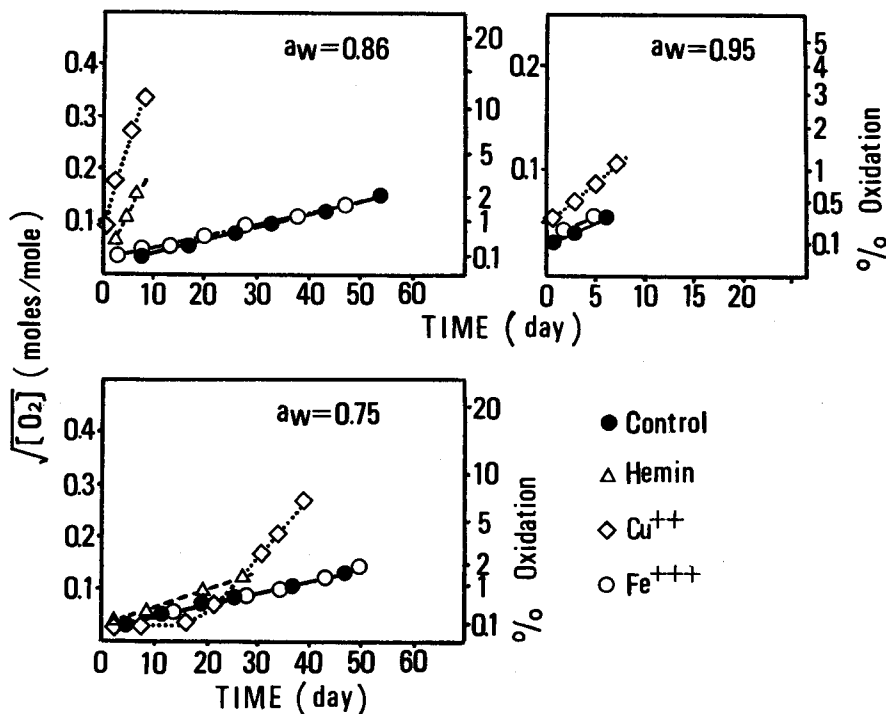 aw=0.86
0.4
0.3
0.2
0.1
20
10
5
2
1
0.1
0 10 20 30 40 50 60
aw=0.95
0.2
0.1
5
4
3
2
1
0.5
0.1
0 5 10 15 20
% Oxidation
TIME (day)
√[O2] (moles/mole)
aw=0.75
0.4
0.3
0.2
0.1
20
10
5
2
1
0.1
0 10 20 30 40 50 60
% Oxidation
TIME (day)
Control
Hemin
Cu++
Fe+++